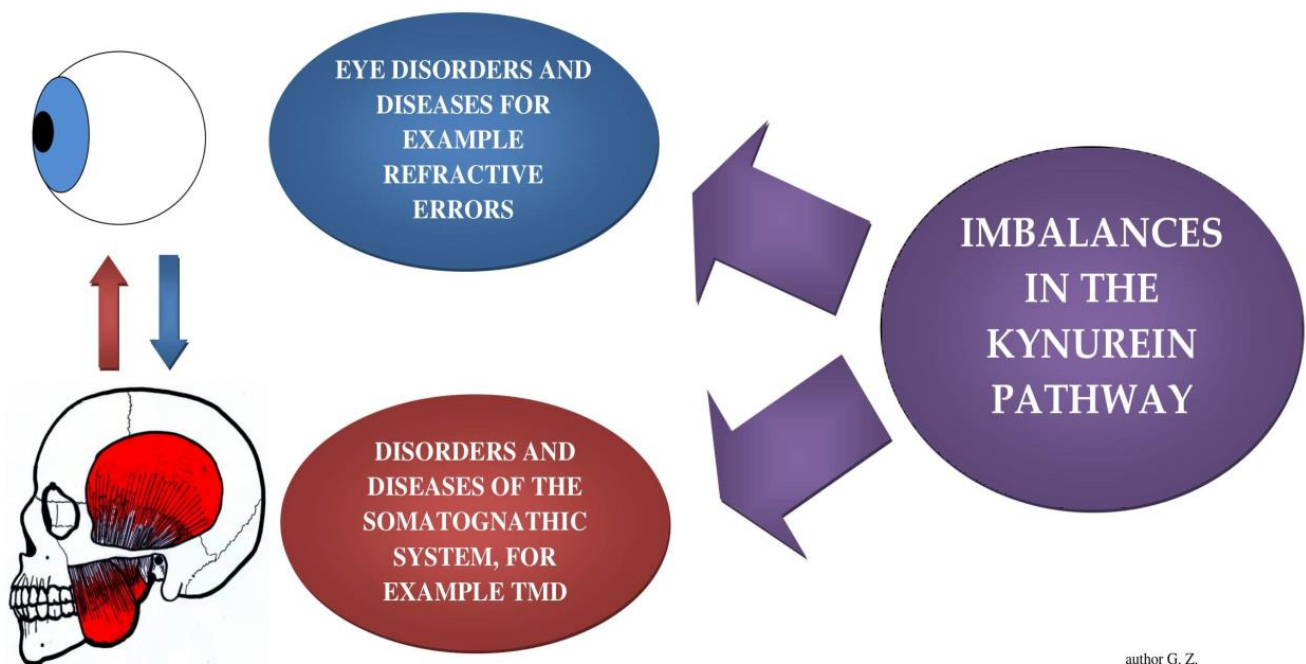 EYE DISORDERS AND
DISEASES FOR
EXAMPLE
REFRACTIVE
ERRORS
IMBALANCES
IN THE
KYNUREIN
PATHWAY
DISORDERS AND
DISEASES OF THE
SOMATOGNATHIC
SYSTEM, FOR
EXAMPLE TMD
author G. Z.